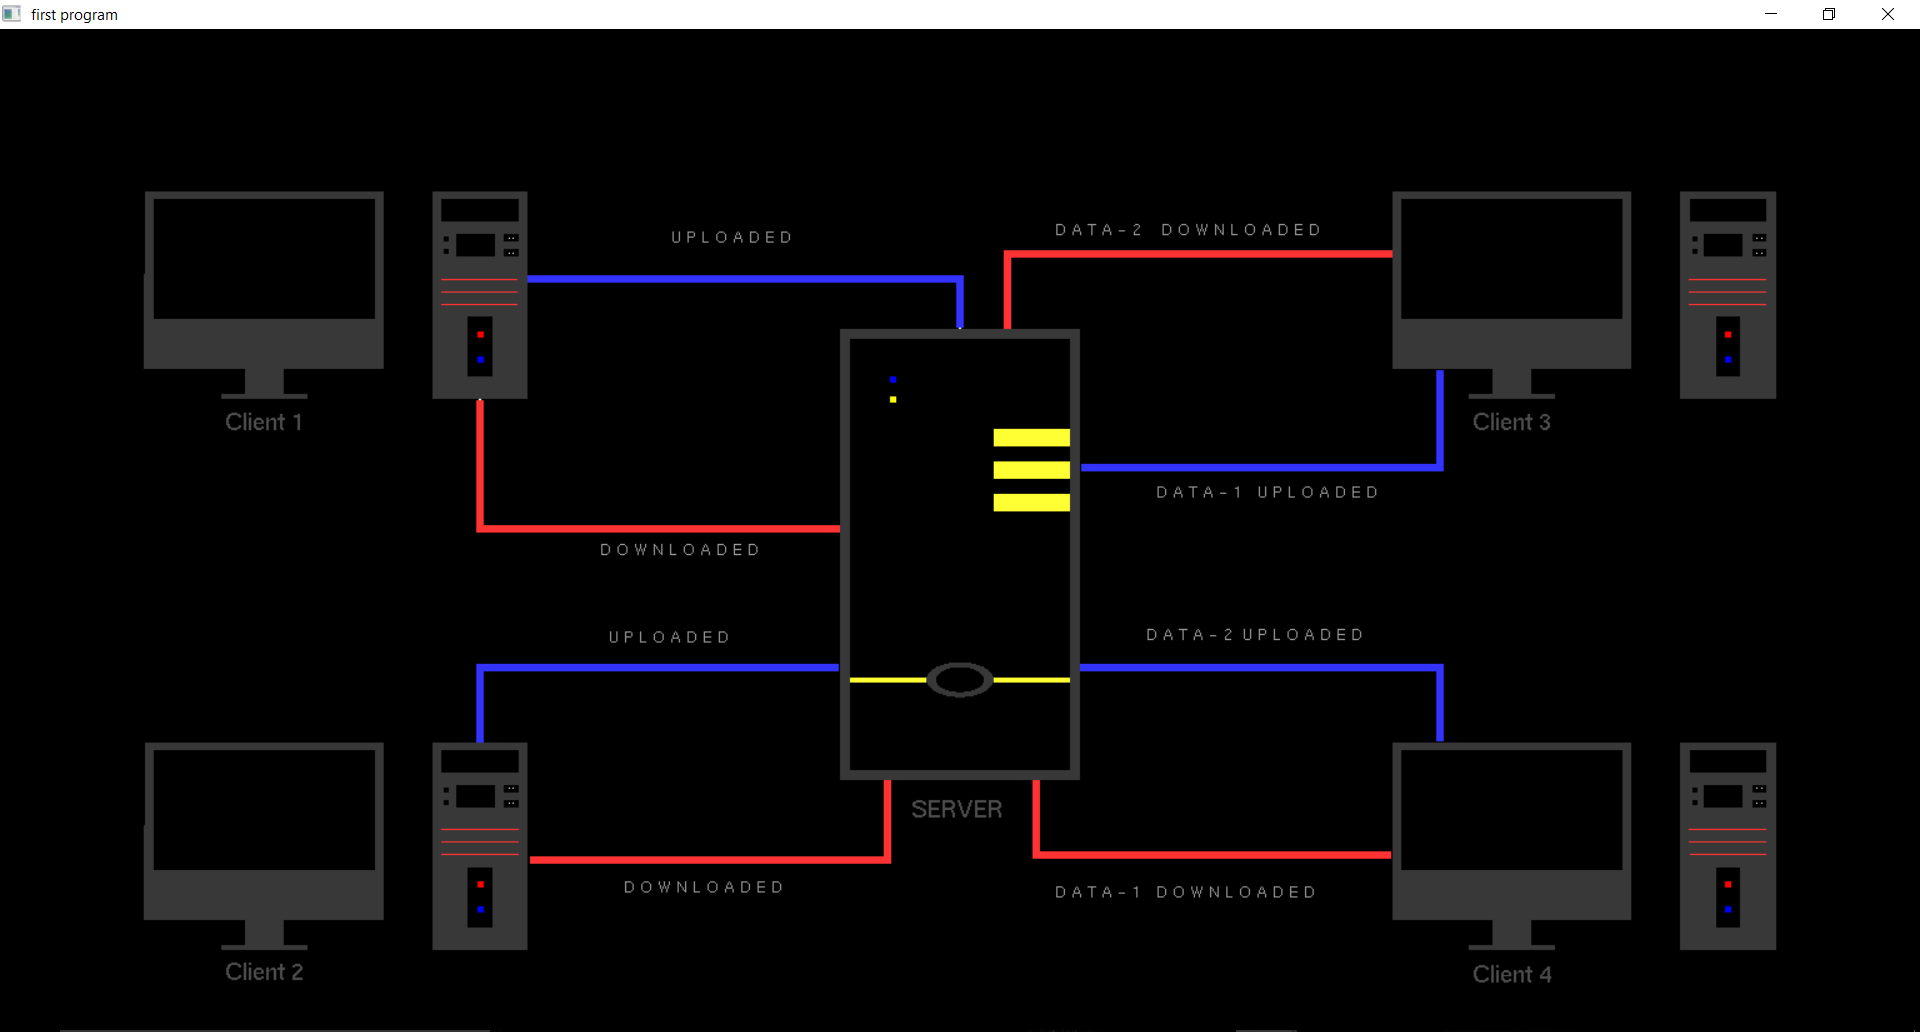 first program
UPLOADED
DATA-2 DOWNLOADED
Client 1
Client 3
DATA-1 UPLOADED
DOWNLOADED
UPLOADED
DATA-2 UPLOADED
SERVER
DOWNLOADED
DATA-1 DOWNLOADED
Client 2
Client 4